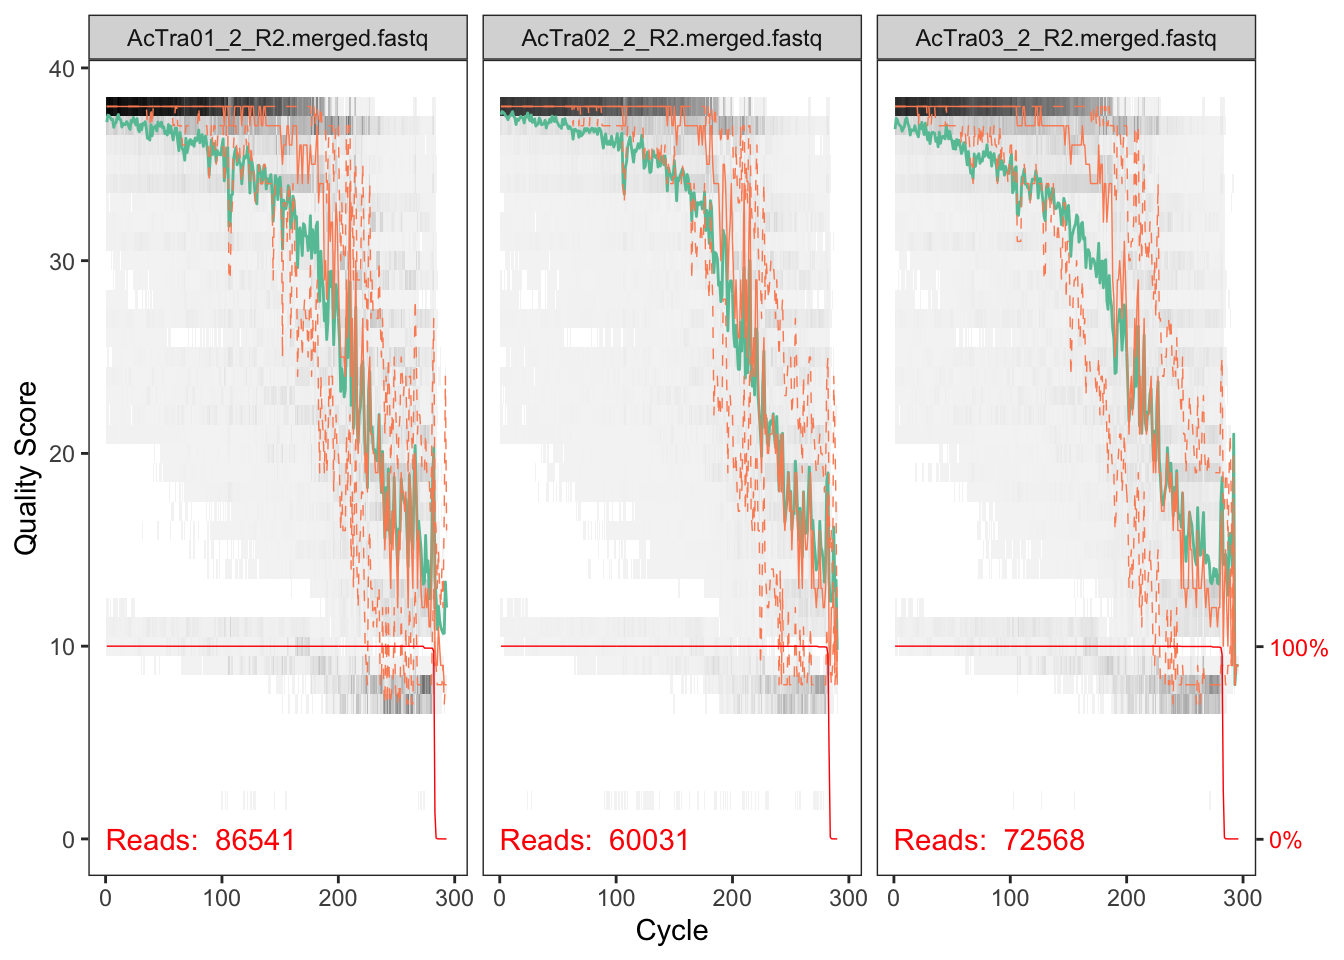 AcTra01_2_R2.merged.fastq
AcTra02_2_R2.merged.fastq
AcTra03_2_R2.merged.fastq
Quality Score
40
30
20
10
0
100%
0%
Reads: 86541
Reads: 60031
Reads: 72568
0 100 200 300
0 100 200 300
0 100 200 300
Cycle